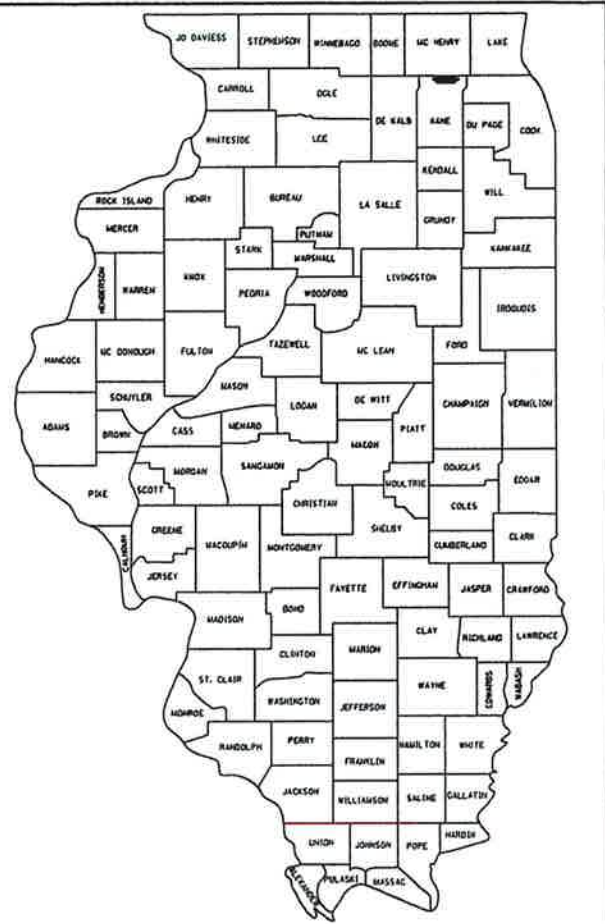 JO DAVIESS
STEPHENSON
WINNEBAGO
BOONE
MC HENRY
LAKE
CARROLL
OGLE
DE KALB
KANE
DU PAGE
COOK
WHITESIDE
LEE
KENDALL
WILL
ROCK ISLAND
HENRY
BUREAU
LA SALLE
GRUNDY
MERCER
PUTNAM
STARK
MARSHALL
KANKAKEE
HENDERSON
WARREN
KNOX
PEORIA
WOODFORD
LIVINGSTON
IROQUOIS
HANCOCK
MC DONOUGH
FULTON
TAZEWELL
MC LEAN
FORD
MASON
SCHUYLER
ADAMS
BROWN
CASS
MENARD
LOGAN
DE WITT
PIATT
CHAMPAIGN
VERMILION
MACON
PIKE
SCOTT
MORGAN
SANGAMON
CHRISTIAN
MOULTRIE
DOUGLAS
EDGAR
COLES
CALHOUN
GREENE
MACOUPIN
MONTGOMERY
SHELBY
CUMBERLAND
CLARK
JERSEY
MADISON
BOND
FAYETTE
EFFINGHAM
JASPER
CRAWFORD
CLAY
RICHLAND
LAWRENCE
CLINTON
MARION
ST. CLAIR
WAYNE
EDWARDS
WABASH
MONROE
WASHINGTON
JEFFERSON
RANDOLPH
PERRY
HAMILTON
WHITE
FRANKLIN
JACKSON
WILLIAMSON
SALINE
GALLATIN
UNION
JOHNSON
POPE
HARDIN
ALEXANDER
PULASKI
MASSAC